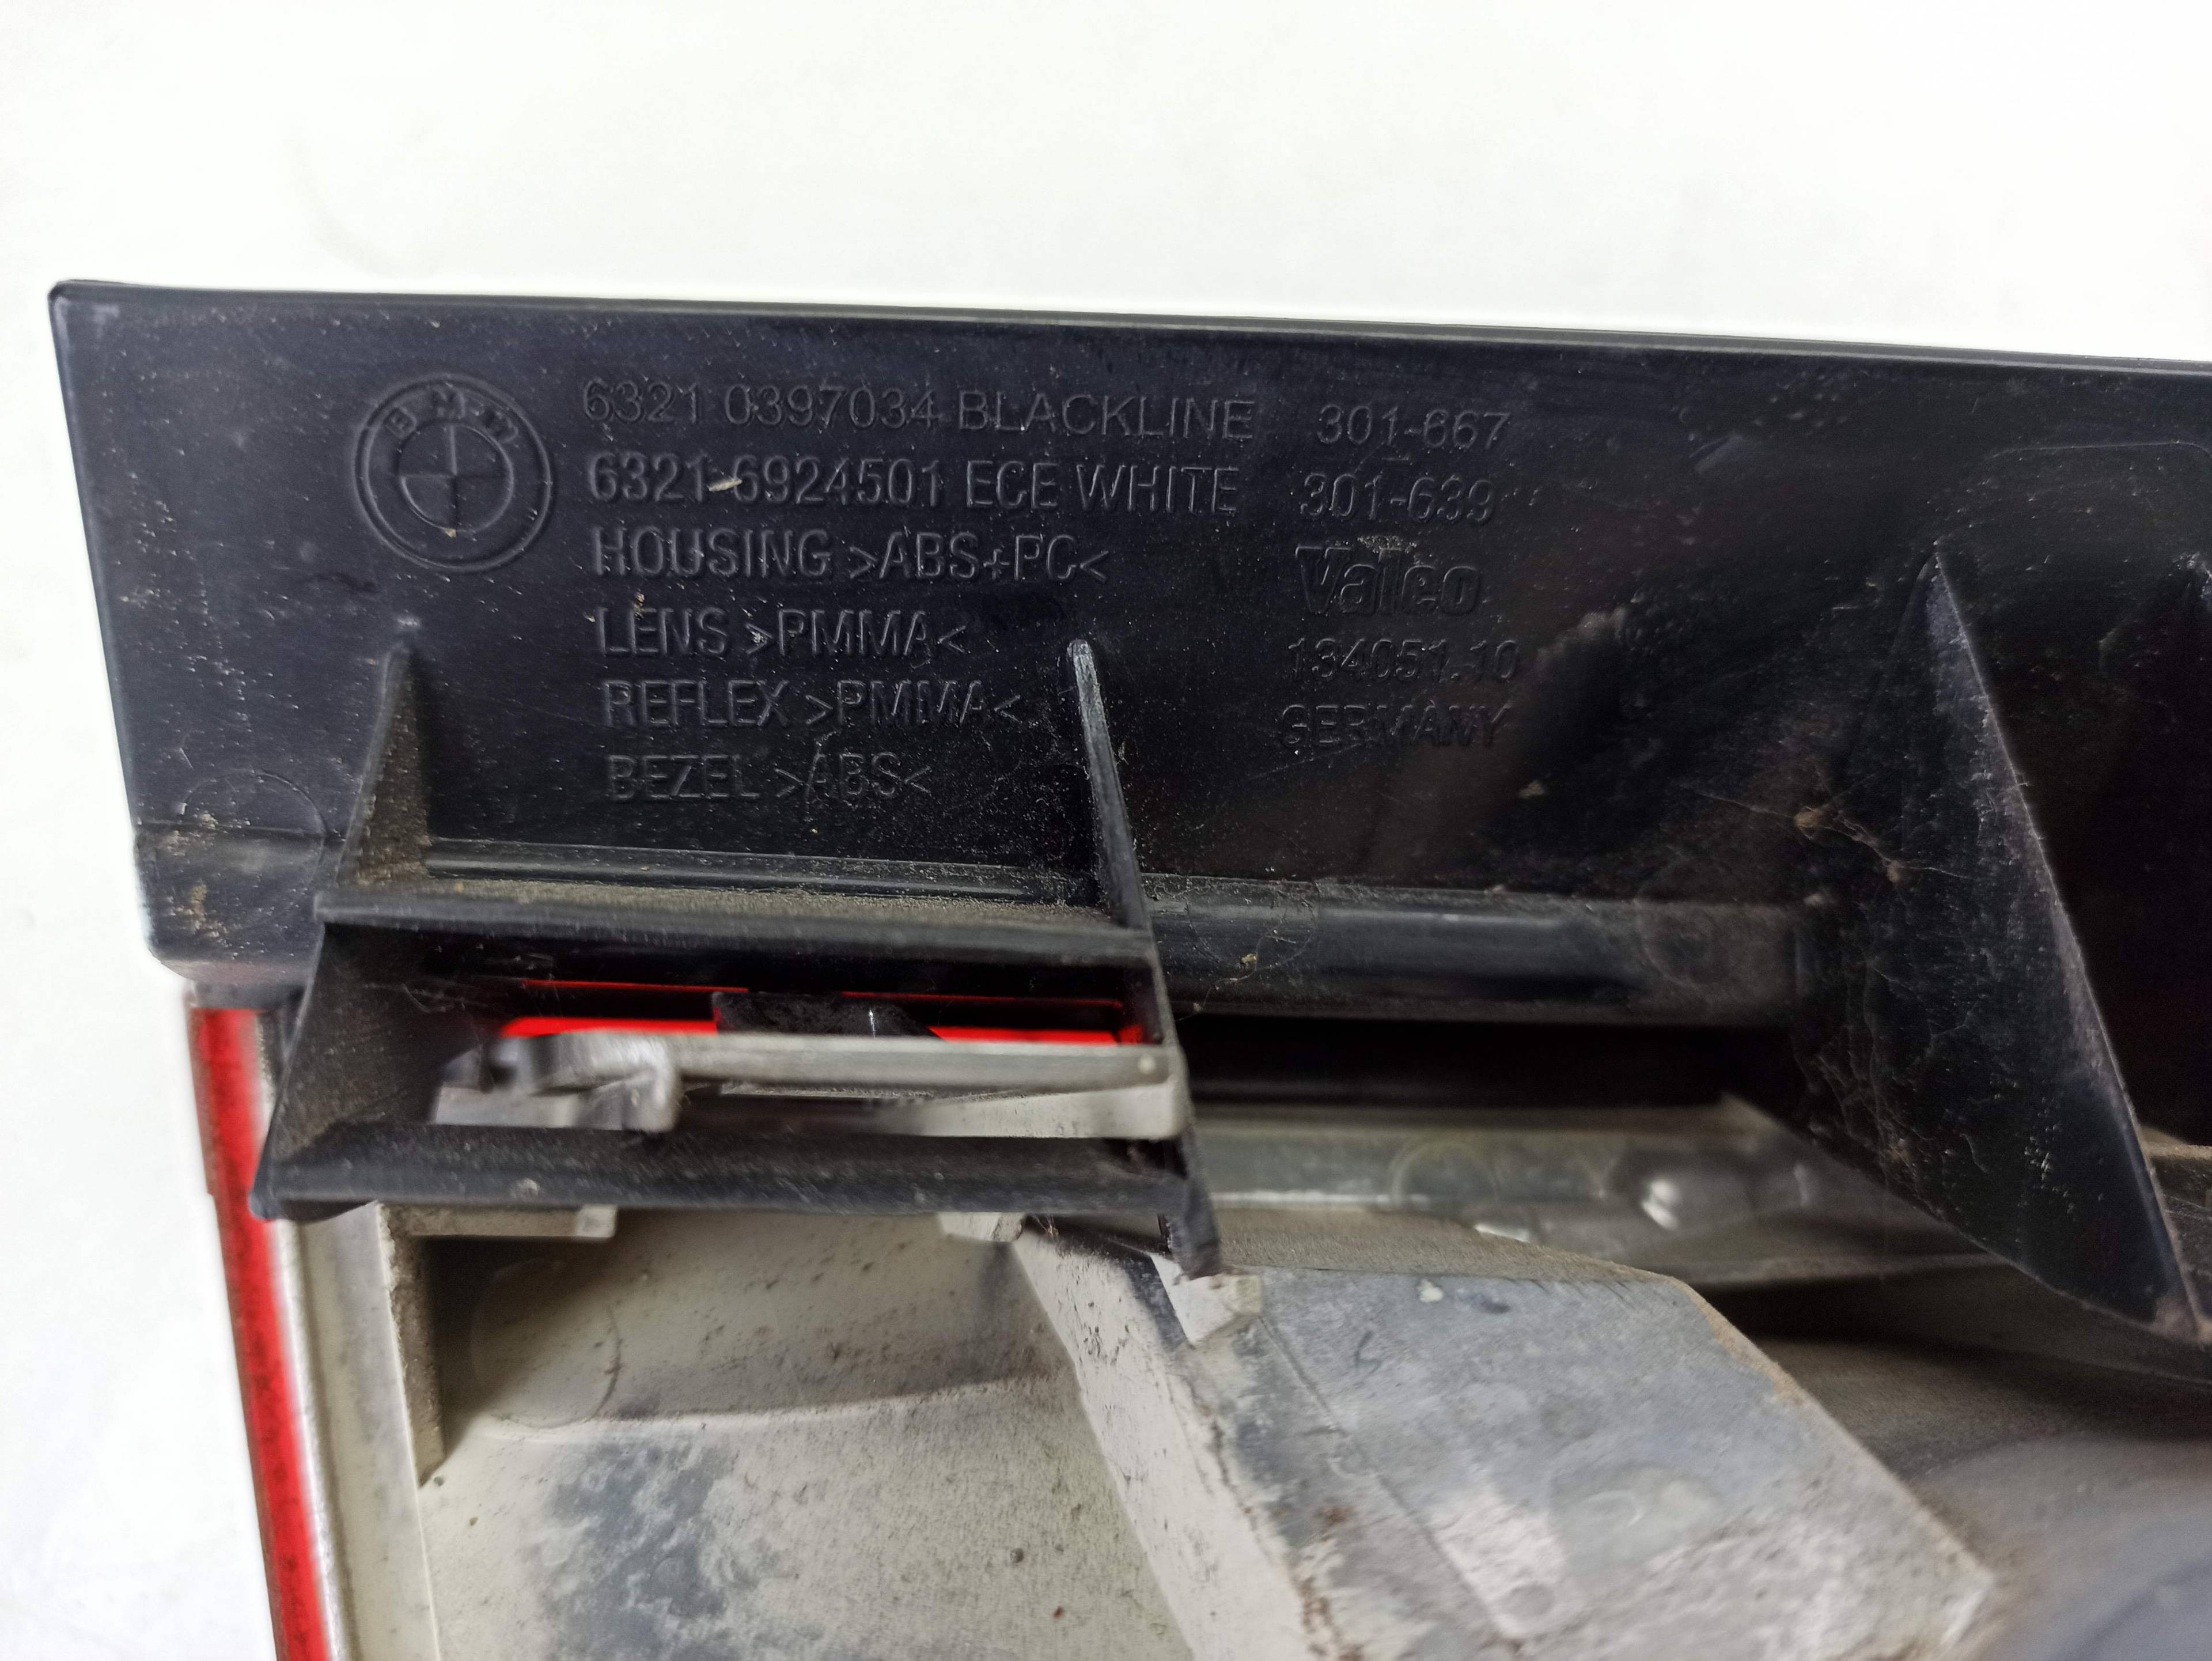 BMW
6321 0397034 BLACKLINE 301-667
6321-6924501 ECE WHITE 301-639
HOUSING >ABS+PC<
Valeo
LENS >PMMA<
134051.10
REFLEX >PMMA<
GERMANY
BEZEL >ABS<